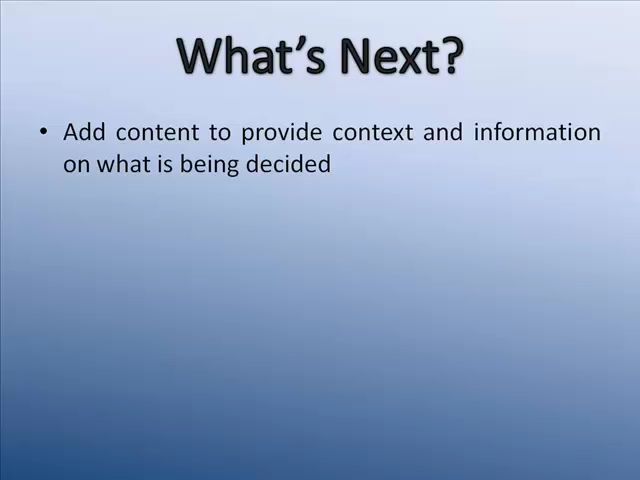 What’s Next?
• Add content to provide context and information
on what is being decided